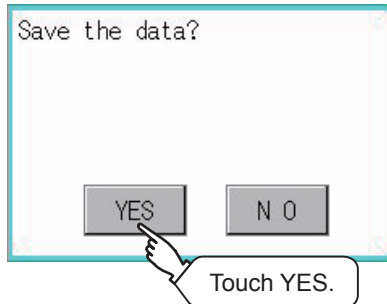 Save the data?
YES
N O
Touch YES.